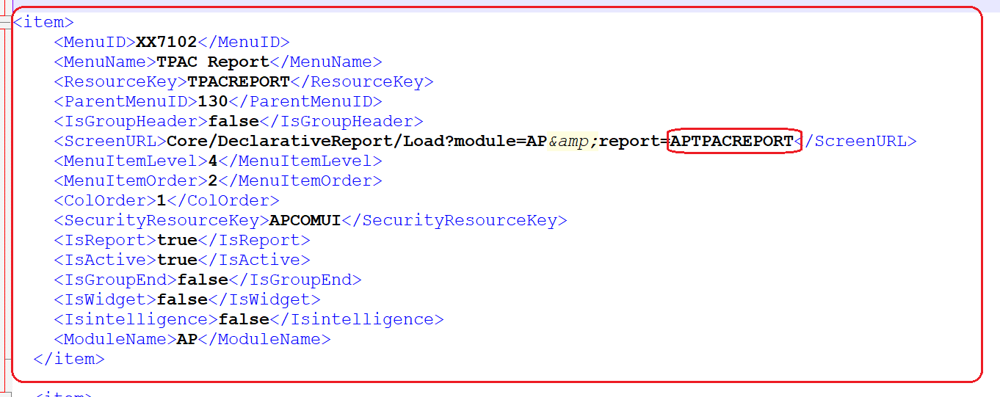 <item>
<MenuID>XX7102</MenuID>
<MenuName>TPAC Report</MenuName>
<ResourceKey>TPACREPORT</ResourceKey>
<ParentMenuID>130</ParentMenuID>
<IsGroupHeader>false</IsGroupHeader>
<ScreenURL>Core/DeclarativeReport/Load?module=AP&amp;report=APTPACREPORT</ScreenURL>
<MenuItemLevel>4</MenuItemLevel>
<MenuItemOrder>2</MenuItemOrder>
<ColOrder>1</ColOrder>
<SecurityResourceKey>APCOMUI</SecurityResourceKey>
<IsReport>true</IsReport>
<IsActive>true</IsActive>
<IsGroupEnd>false</IsGroupEnd>
<IsWidget>false</IsWidget>
<Isintelligence>false</Isintelligence>
<ModuleName>AP</ModuleName>
</item>
<item>